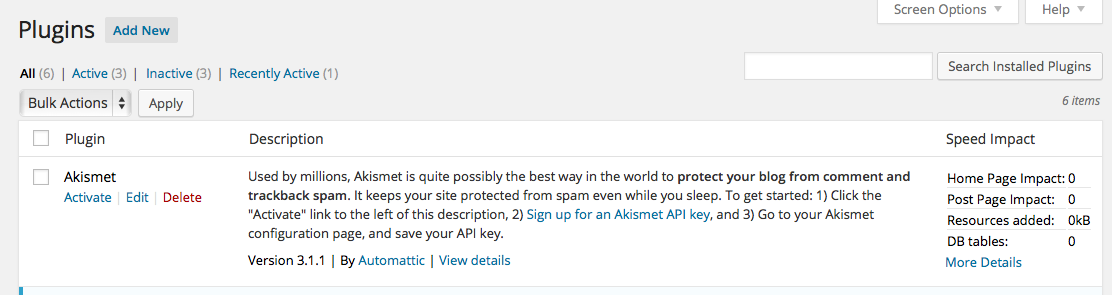 Screen Options ▼ Help ▼
Plugins Add New
All (6) | Active (3) | Inactive (3) | Recently Active (1)
Search Installed Plugins
Bulk Actions Apply
6 items
Plugin Description Speed Impact
Akismet
Activate | Edit | Delete
Used by millions, Akismet is quite possibly the best way in the world to protect your blog from comment and
trackback spam. It keeps your site protected from spam even while you sleep. To get started: 1) Click the
"Activate" link to the left of this description, 2) Sign up for an Akismet API key, and 3) Go to your Akismet
configuration page, and save your API key.
Version 3.1.1 | By Automattic | View details
Home Page Impact: 0
Post Page Impact: 0
Resources added: 0kB
DB tables: 0
More Details